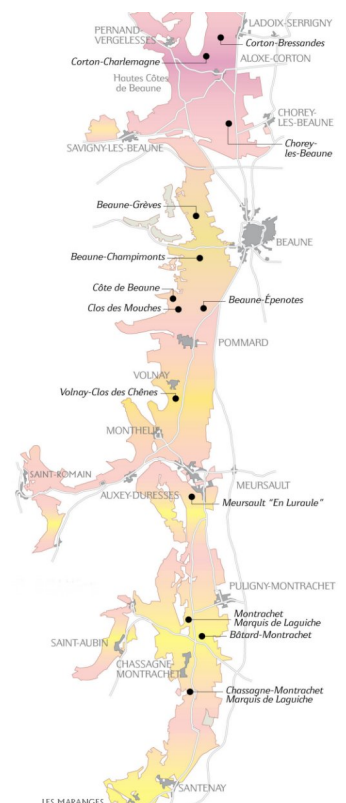 LADOIX-SERRIGNY
PERNAND-
VERGELESSES
Corton-Bressandes
Corton-Charlemagne
ALOXE-CORTON
Hautes Côtes
de Beaune
CHOREY-
LES-BEAUNE
SAVIGNY-LES-BEAUNE
Chorey-
les-Beaune
Beaune-Grèves
BEAUNE
Beaune-Champimonts
Côte de Beaune
Clos des Mouches
Beaune-Épenotes
POMMARD
VOLNAY
Volnay-Clos des Chênes
MONTHELIE
SAINT-ROMAIN
MEURSAULT
AUXEY-DURESSES
Meursault "En Luraule"
PULIGNY-MONTRACHET
Montrachet
Marquis de Laguiche
Bâtard-Montrachet
SAINT-AUBIN
CHASSAGNE-
MONTRACHET
Chassagne-Montrachet
Marquis de Laguiche
SANTENAY
LES MARANGES